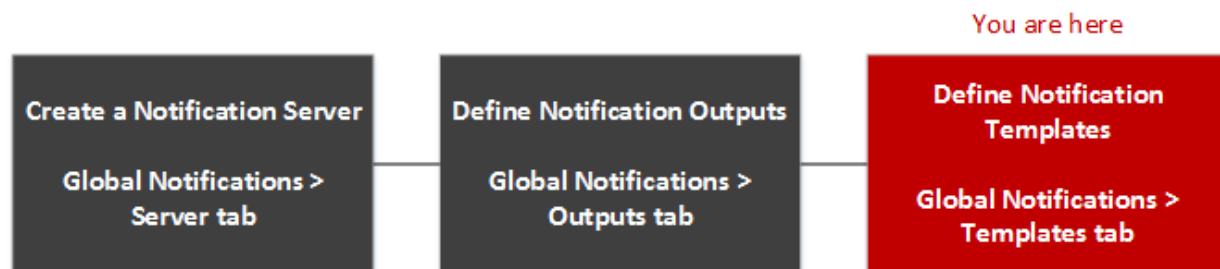 You are here
Create a Notification Server
Global Notifications >
Server tab
Define Notification Outputs
Global Notifications >
Outputs tab
Define Notification
Templates
Global Notifications >
Templates tab